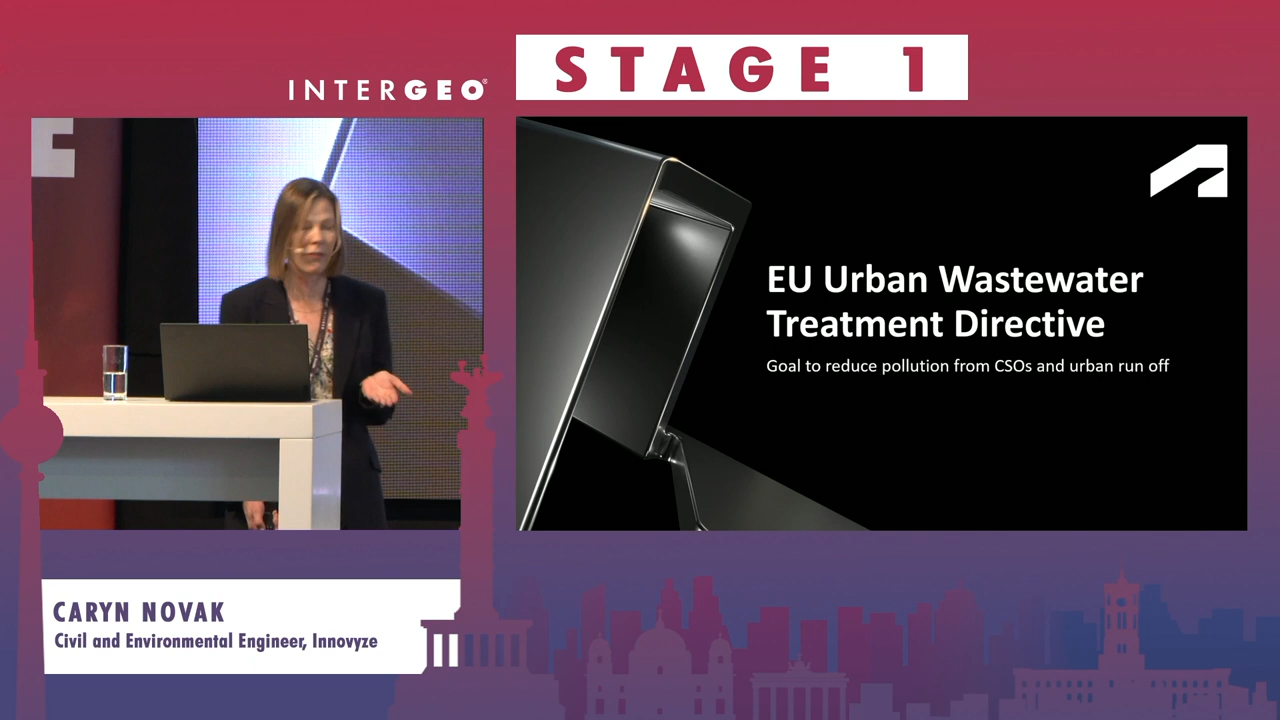 INTERGEO®
STAGE 1
EU Urban Wastewater
Treatment Directive
Goal to reduce pollution from CSOs and urban run off
CARYN NOVAK
Civil and Environmental Engineer, Innovyze